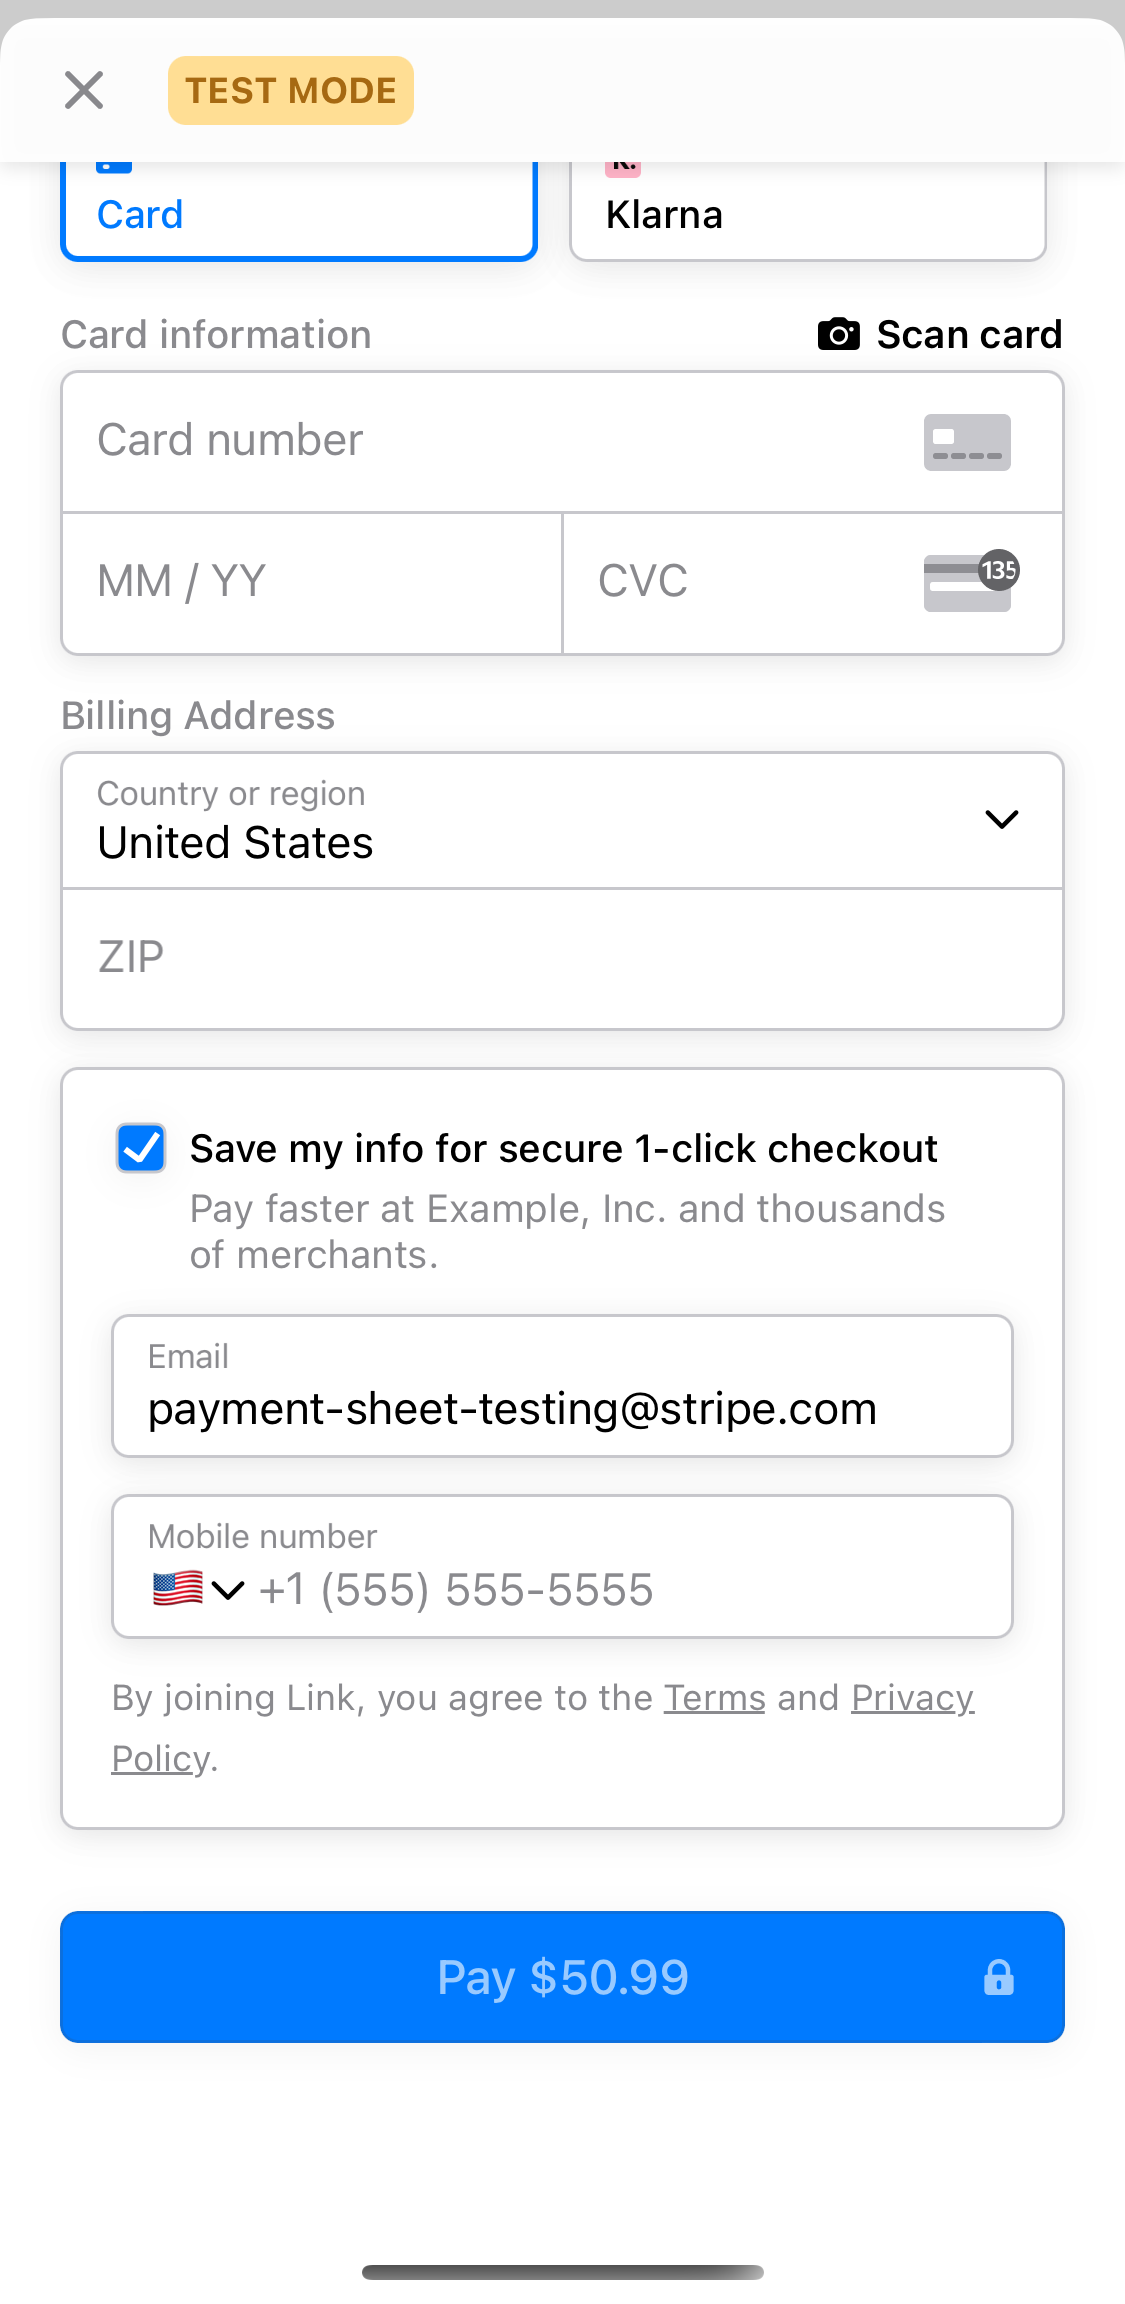 TEST MODE
K.
Card
Klarna
Card information
Scan card
Card number
MM / YY
CVC
135
Billing Address
Country or region
United States
ZIP
Save my info for secure 1-click checkout
Pay faster at Example, Inc. and thousands
of merchants.
Email
payment-sheet-testing@stripe.com
Mobile number
+1 (555) 555-5555
By joining Link, you agree to the Terms and Privacy
Policy.
Pay $50.99